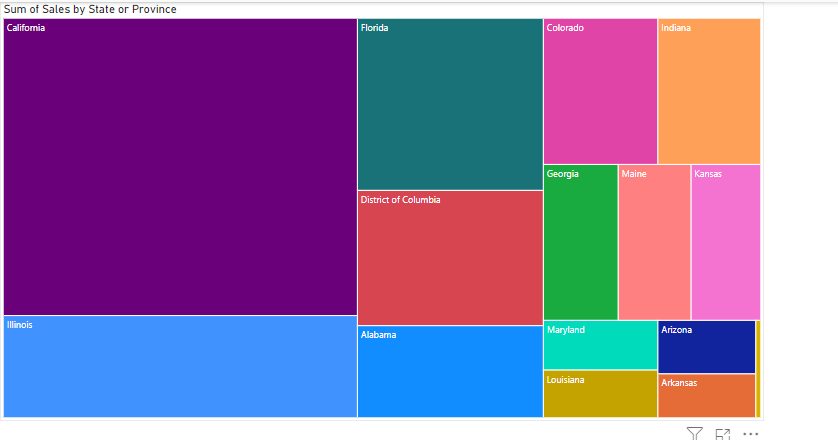 Sum of Sales by State or Province
California
Florida
Colorado
Indiana
Georgia
Maine
Kansas
District of Columbia
Illinois
Alabama
Maryland
Arizona
Louisiana
Arkansas